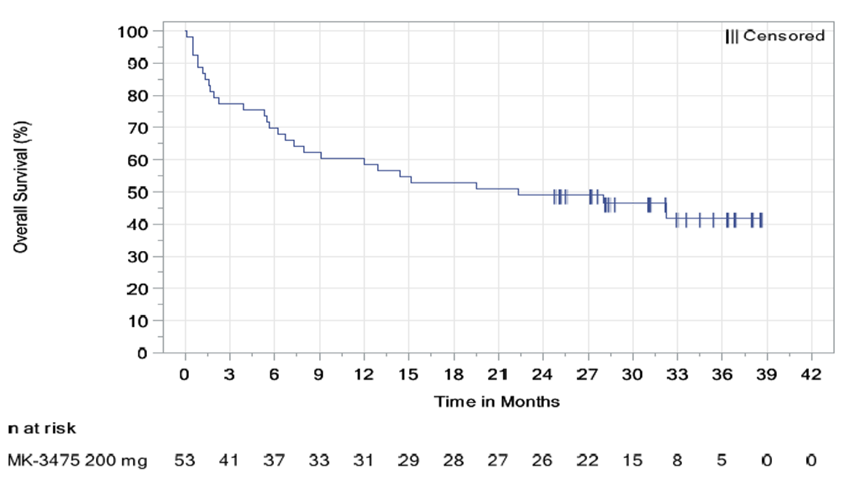 Censored
Overall Survival (%)
100
90
80
70
60
50
40
30
20
10
0
0 3 6 9 12 15 18 21 24 27 30 33 36 39 42
Time in Months
n at risk
MK-3475 200 mg 53 41 37 33 31 29 28 27 26 22 15 8 5 0 0